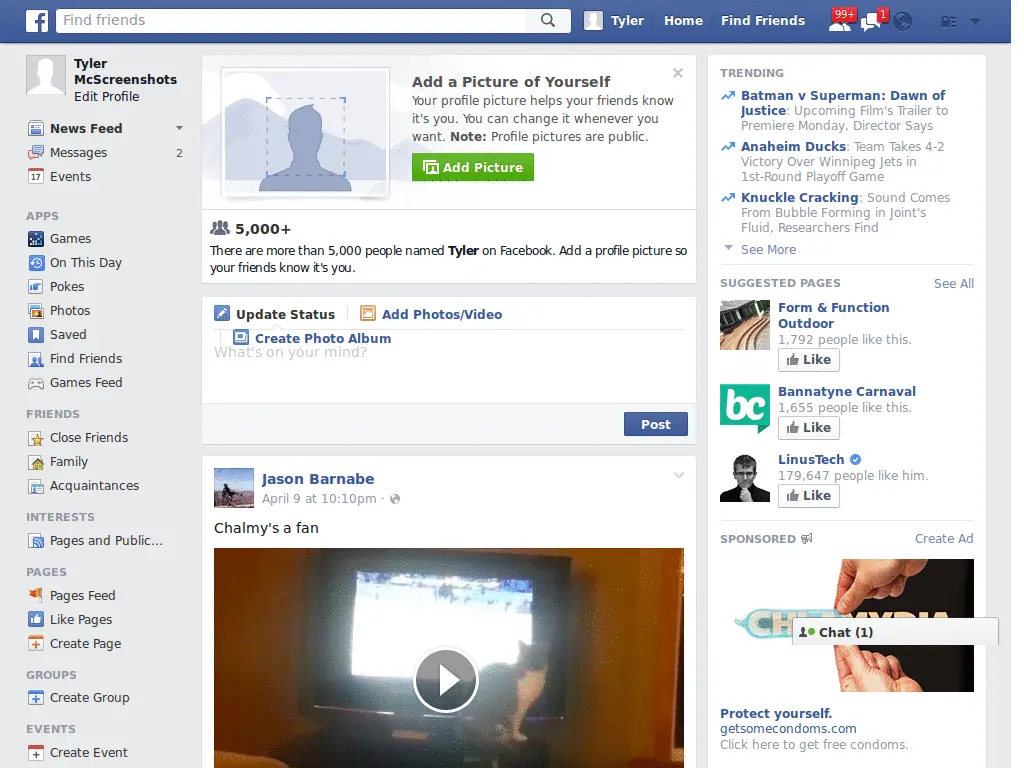 f
Find friends
Tyler
Home
Find Friends
99+
1
Tyler
McScreenshots
Edit Profile
News Feed
Messages
2
17
Events
APPS
Games
On This Day
Pokes
Photos
Saved
Find Friends
Games Feed
FRIENDS
Close Friends
Family
Acquaintances
INTERESTS
Pages and Public...
PAGES
Pages Feed
Like Pages
Create Page
GROUPS
Create Group
EVENTS
Create Event
Add a Picture of Yourself
Your profile picture helps your friends know
it's you. You can change it whenever you
want. Note: Profile pictures are public.
Add Picture
5,000+
There are more than 5,000 people named Tyler on Facebook. Add a profile picture so
your friends know it's you.
Update Status
Add Photos/Video
Create Photo Album
What's on your mind?
Post
Jason Barnabe
April 9 at 10:10pm ·
Chalmy's a fan
TRENDING
Batman v Superman: Dawn of
Justice: Upcoming Film's Trailer to
Premiere Monday, Director Says
Anaheim Ducks: Team Takes 4-2
Victory Over Winnipeg Jets in
1st-Round Playoff Game
Knuckle Cracking: Sound Comes
From Bubble Forming in Joint's
Fluid, Researchers Find
See More
SUGGESTED PAGES
See All
Form & Function
Outdoor
1,792 people like this.
Like
bc
Bannatyne Carnaval
1,655 people like this.
Like
LinusTech
179,647 people like him.
Like
SPONSORED
Create Ad
Chat (1)
Protect yourself.
getsomecondoms.com
Click here to get free condoms.